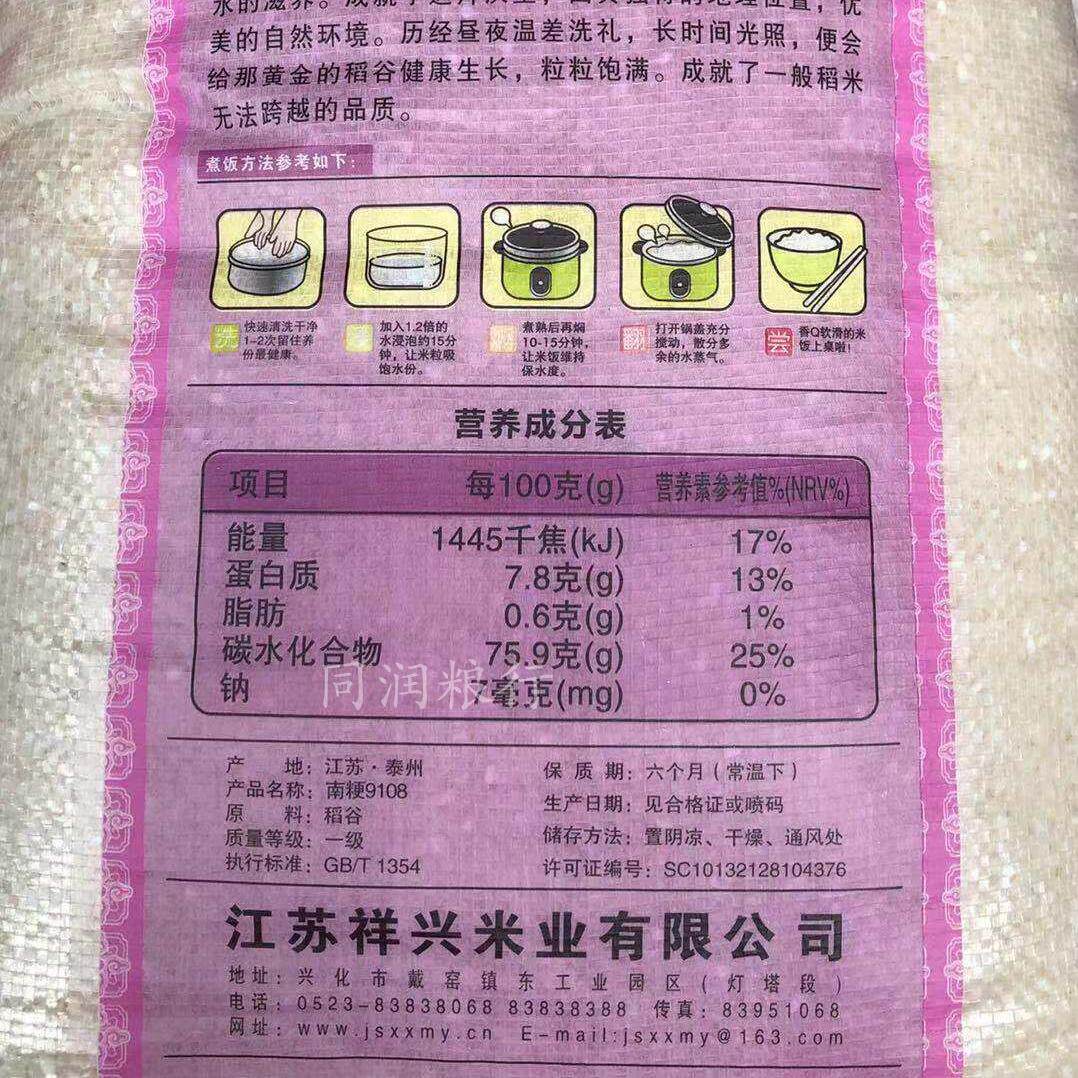 美的自然环境。历经昼夜温差洗礼，长时间光照，便会
给那黄金的稻谷健康生长，粒粒饱满。成就了一般稻米
无法跨越的品质。
煮饭方法参考如下：
洗 快速清洗干净
1-2次留住养
份最健康。
加入1.2倍的
水浸泡约15分
钟，让米粒吸
饱水份。
煮熟后再焖
10-15分钟，
让米饭维持
保水度。
翻 打开锅盖充分
搅动，散分多
余的水蒸气。
尝 香Q软滑的米
饭上桌啦！
营养成分表
项目 每100克(g) 营养素参考值%(NRV%)
能量 1445千焦(kJ) 17%
蛋白质 7.8克(g) 13%
脂肪 0.6克(g) 1%
碳水化合物 75.9克(g) 25%
钠 毫克(mg) 0%
同润粮行
产 地：江苏·泰州
产品名称：南粳9108
原 料：稻谷
质量等级：一级
执行标准：GB/T 1354
保 质 期：六个月（常温下）
生产日期：见合格证或喷码
储存方法：置阴凉、干燥、通风处
许可证编号：SC10132128104376
江苏祥兴米业有限公司
地址：兴化市戴窑镇东工业园区(灯塔段)
电话：0523-83838068 83838388 传真：83951068
网址：www.jsxxmy.cn E-mail:jsxxmy@163.com